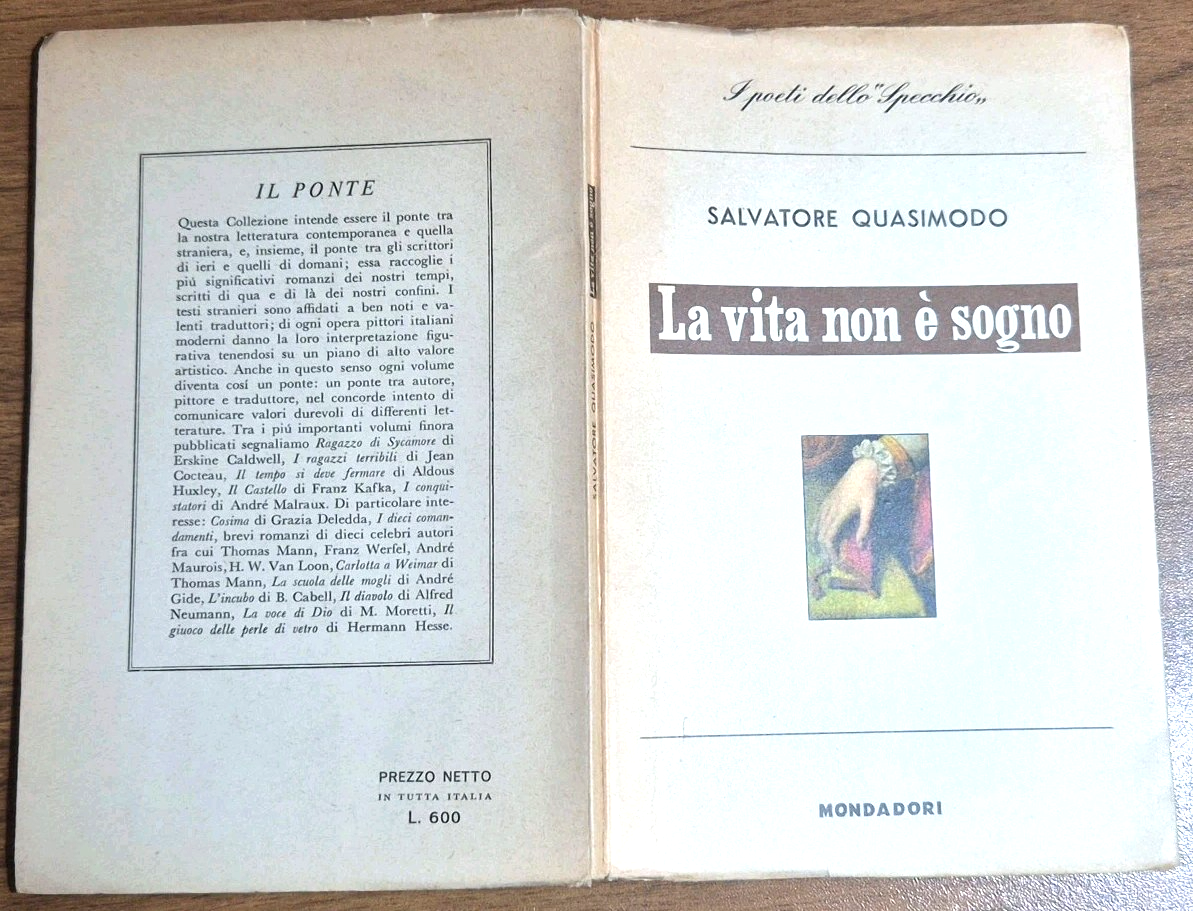 IL PONTE
Questa Collezione intende essere il ponte tra
la nostra letteratura contemporanea e quella
straniera, e, insieme, il ponte tra gli scrittori
di ieri e quelli di domani; essa raccoglie i
piú significativi romanzi dei nostri tempi,
scritti di qua e di là dei nostri confini. I
testi stranieri sono affidati a ben noti e va-
lenti traduttori; di ogni opera pittori italiani
moderni danno la loro interpretazione figu-
rativa tenendosi su un piano di alto valore
artistico. Anche in questo senso ogni volume
diventa cosí un ponte: un ponte tra autore,
pittore e traduttore, nel concorde intento di
comunicare valori durevoli di differenti let-
terature. Tra i piú importanti volumi finora
pubblicati segnaliamo Ragazzo di Sycamore di
Erskine Caldwell, I ragazzi terribili di Jean
Cocteau, Il tempo si deve fermare di Aldous
Huxley, Il Castello di Franz Kafka, I conqui-
statori di André Malraux. Di particolare inte-
resse: Cosima di Grazia Deledda, I dieci coman-
damenti, brevi romanzi di dieci celebri autori
fra cui Thomas Mann, Franz Werfel, André
Maurois, H. W. Van Loon, Carlotta a Weimar di
Thomas Mann, La scuola delle mogli di André
Gide, L'incubo di B. Cabell, Il diavolo di Alfred
Neumann, La voce di Dio di M. Moretti, Il
giuoco delle perle di vetro di Hermann Hesse.
PREZZO NETTO
IN TUTTA ITALIA
L. 600
SALVATORE QUASIMODO La vita non è sogno
I poeti dello "Specchio„
SALVATORE QUASIMODO
La vita non è sogno
MONDADORI